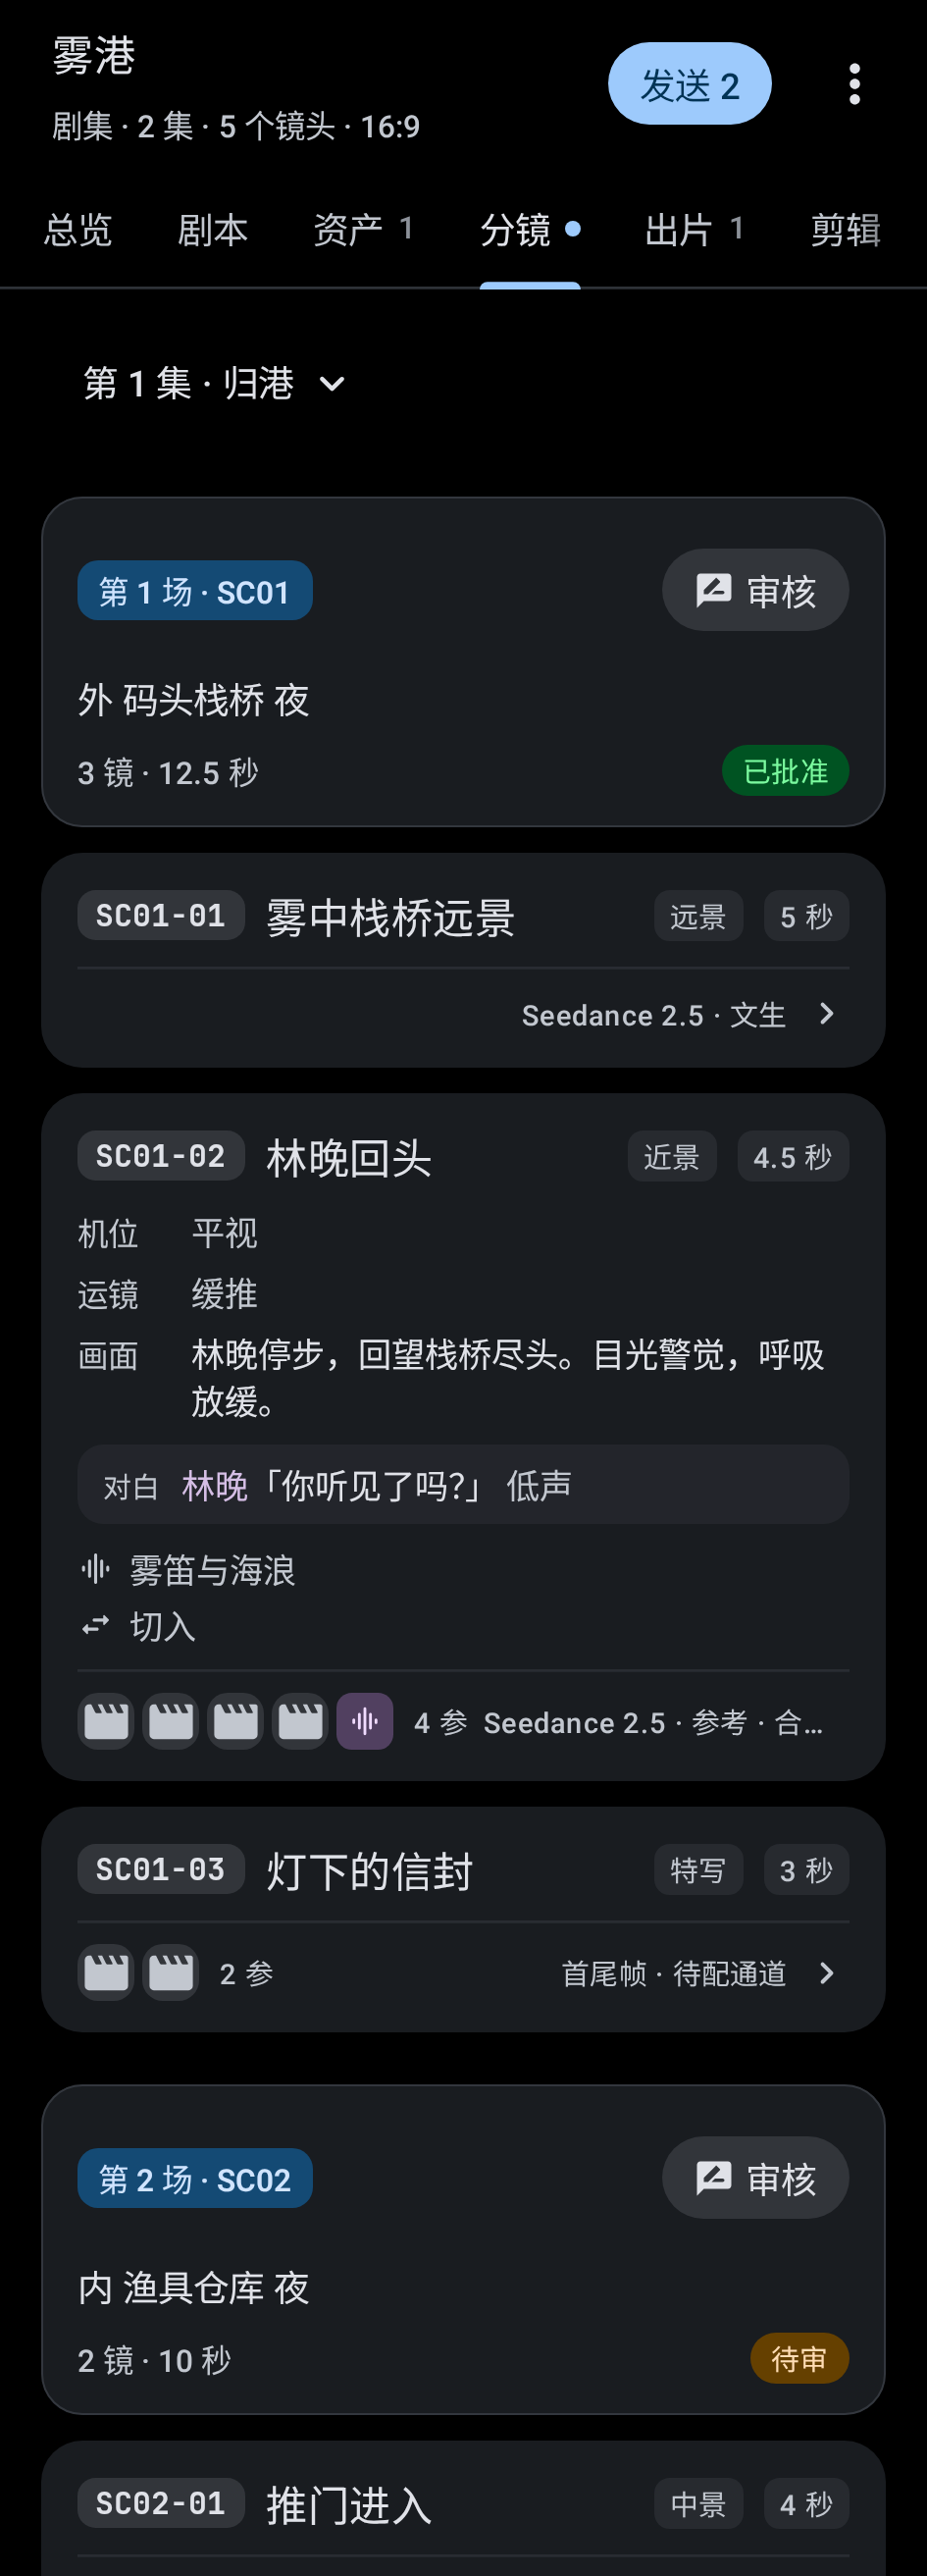 雾港
发送 2
剧集 · 2 集 · 5 个镜头 · 16:9
总览 剧本 资产 1 分镜 出片 1 剪辑
第 1 集 · 归港
第 1 场 · SC01
审核
外 码头栈桥 夜
3 镜 · 12.5 秒
已批准
SC01-01 雾中栈桥远景 远景 5 秒
Seedance 2.5 · 文生
SC01-02 林晚回头 近景 4.5 秒
机位 平视
运镜 缓推
画面 林晚停步，回望栈桥尽头。目光警觉，呼吸
放缓。
对白 林晚「你听见了吗？」 低声
雾笛与海浪
切入
4 参 Seedance 2.5 · 参考 · 合…
SC01-03 灯下的信封 特写 3 秒
2 参 首尾帧 · 待配通道
第 2 场 · SC02
审核
内 渔具仓库 夜
2 镜 · 10 秒
待审
SC02-01 推门进入 中景 4 秒